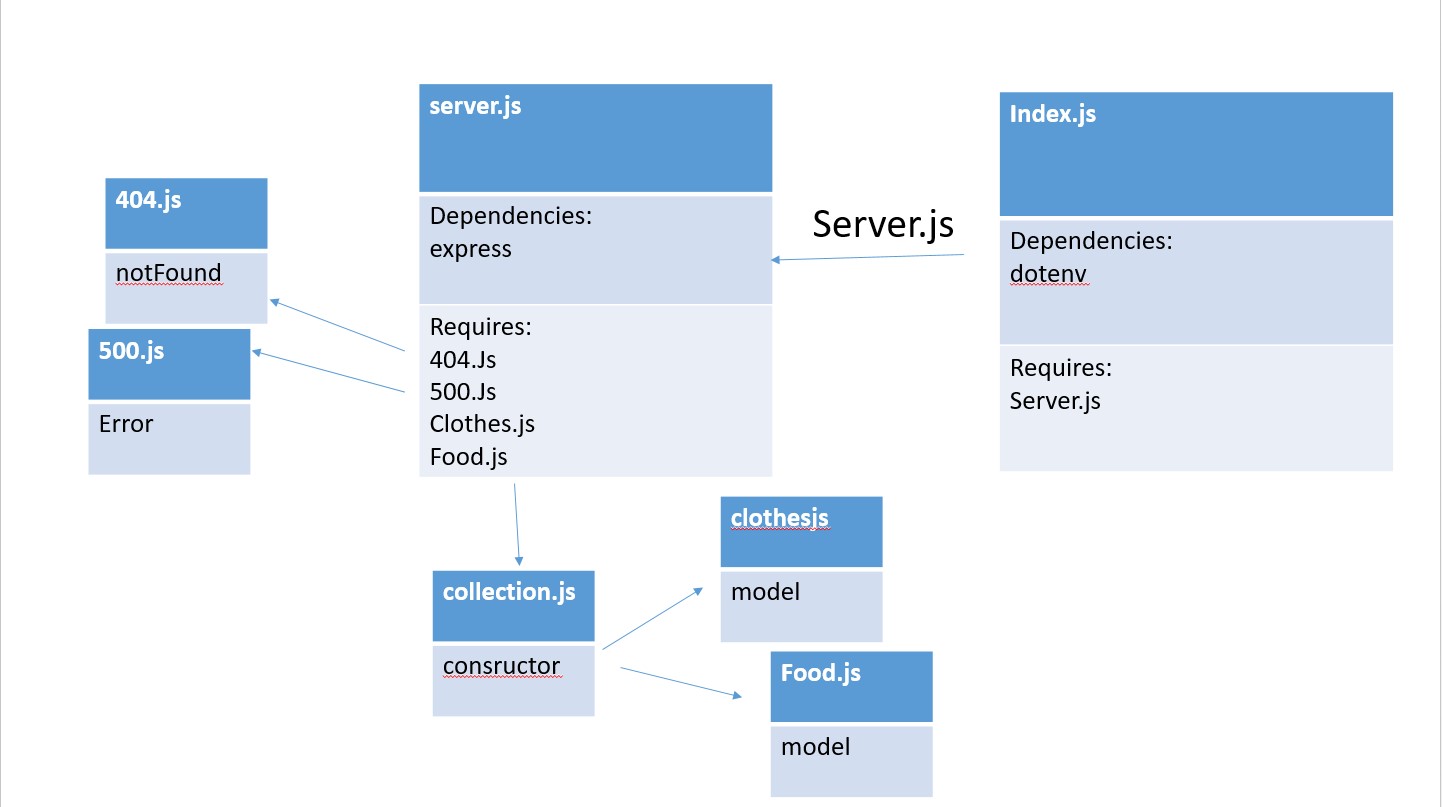 server.js
Dependencies:
express
Requires:
404.Js
500.Js
Clothes.js
Food.js
Server.js
Index.js
Dependencies:
dotenv
Requires:
Server.js
404.js
notFound
500.js
Error
collection.js
consructor
clothesjs
model
Food.js
model